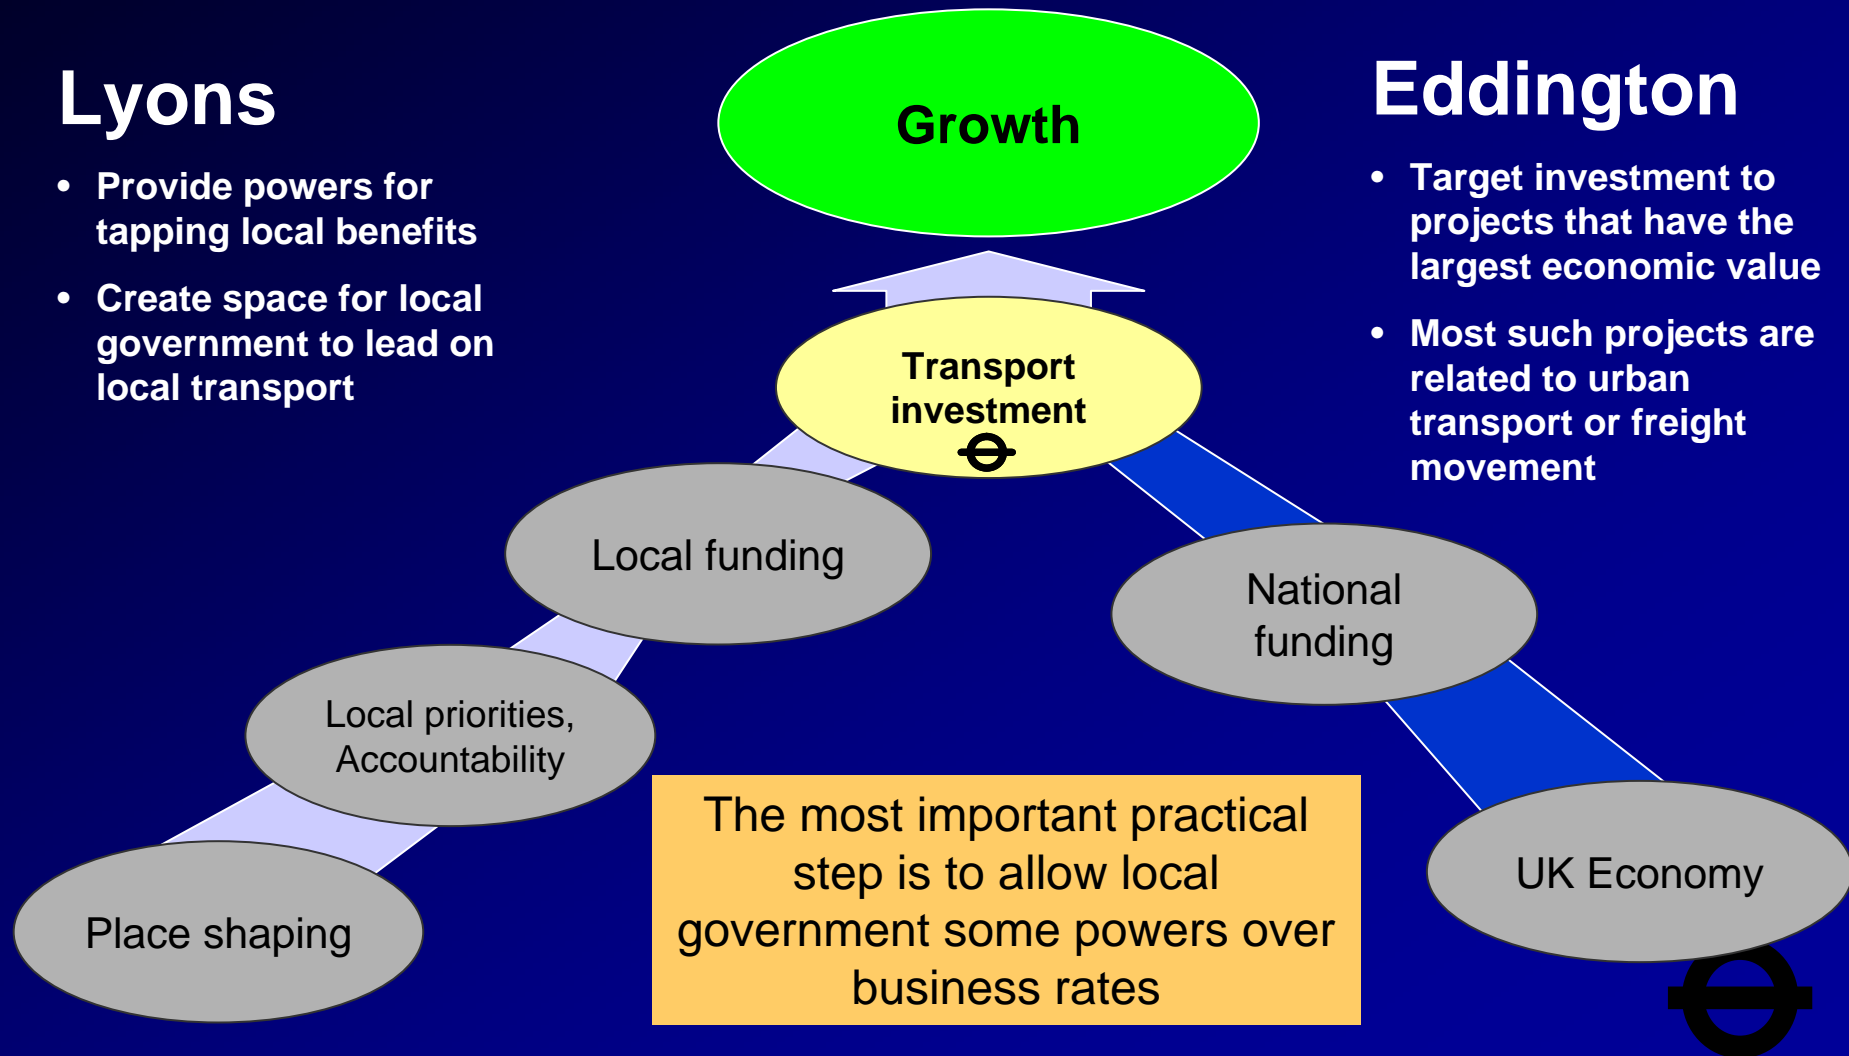 Lyons
• Provide powers for
tapping local benefits
• Create space for local
government to lead on
local transport
Growth
Eddington
• Target investment to
projects that have the
largest economic value
• Most such projects are
related to urban
transport or freight
movement
Transport
investment
Local funding
National
funding
Local priorities,
Accountability
The most important practical
step is to allow local
government some powers over
business rates
UK Economy
Place shaping